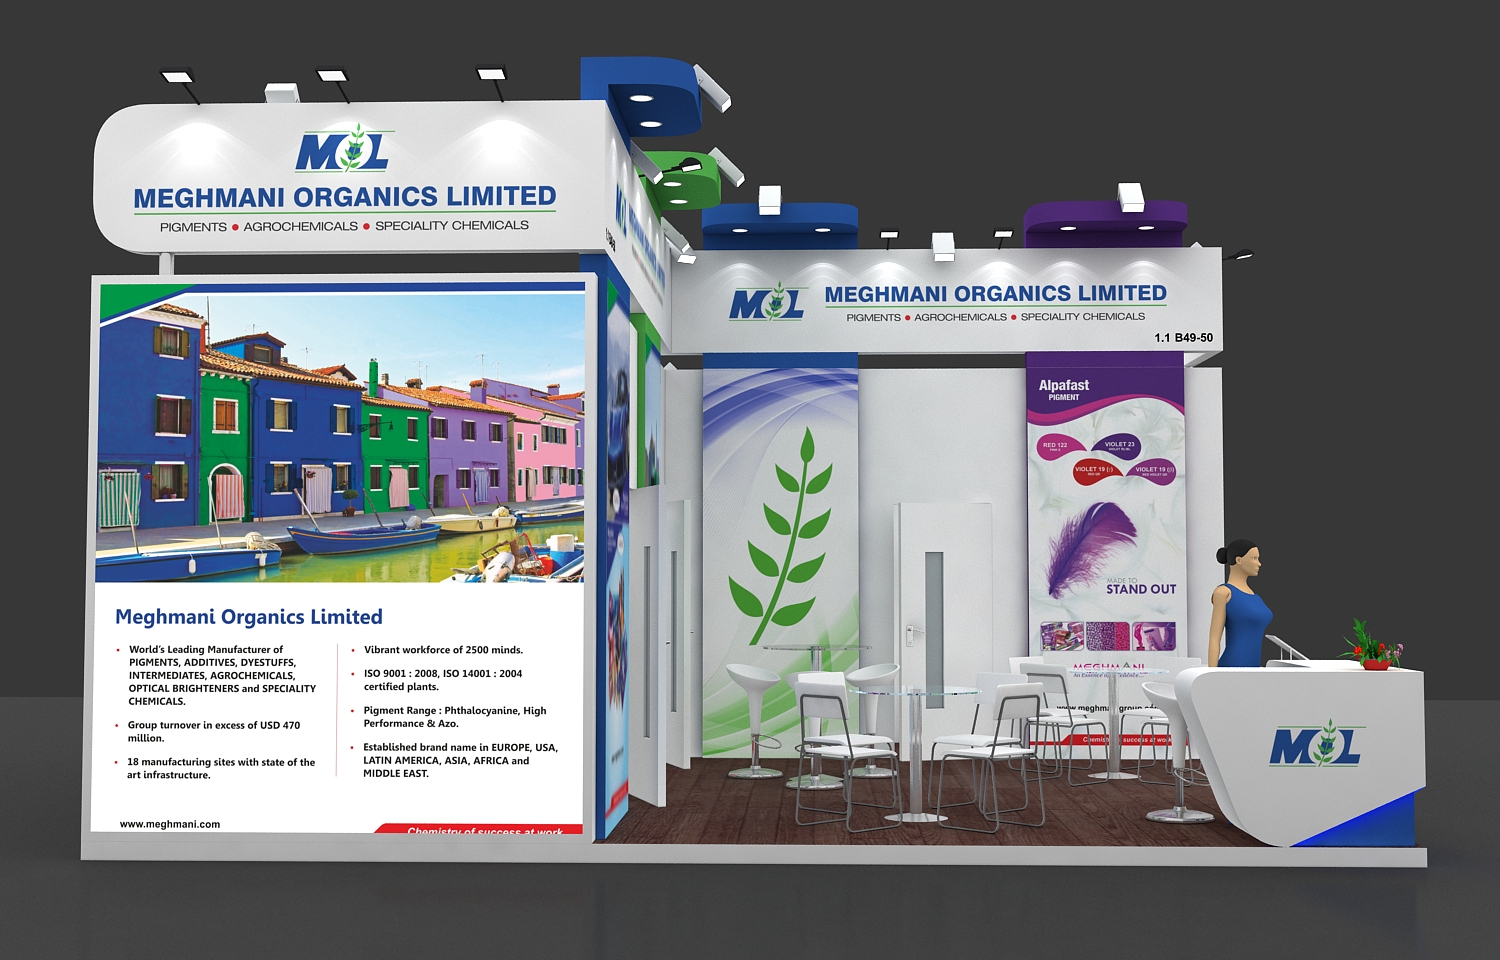 MOL
MEGHMANI ORGANICS LIMITED
PIGMENTS • AGROCHEMICALS • SPECIALITY CHEMICALS
MOL
MEGHMANI ORGANICS LIMITED
PIGMENTS • AGROCHEMICALS • SPECIALITY CHEMICALS
1.1 B49-50
Meghmani Organics Limited
• World's Leading Manufacturer of
PIGMENTS, ADDITIVES, DYESTUFFS,
INTERMEDIATES, AGROCHEMICALS,
OPTICAL BRIGHTENERS and SPECIALITY
CHEMICALS.
• Group turnover in excess of USD 470
million.
• 18 manufacturing sites with state of the
art infrastructure.
• Vibrant workforce of 2500 minds.
• ISO 9001 : 2008, ISO 14001 : 2004
certified plants.
• Pigment Range : Phthalocyanine, High
Performance & Azo.
• Established brand name in EUROPE, USA,
LATIN AMERICA, ASIA, AFRICA and
MIDDLE EAST.
www.meghmani.com
Chemistry of success at work
Alpafast
PIGMENT
RED 122
VIOLET 23
VIOLET 19
VIOLET 19
MADE TO
STAND OUT
MEGHMANI
MOL